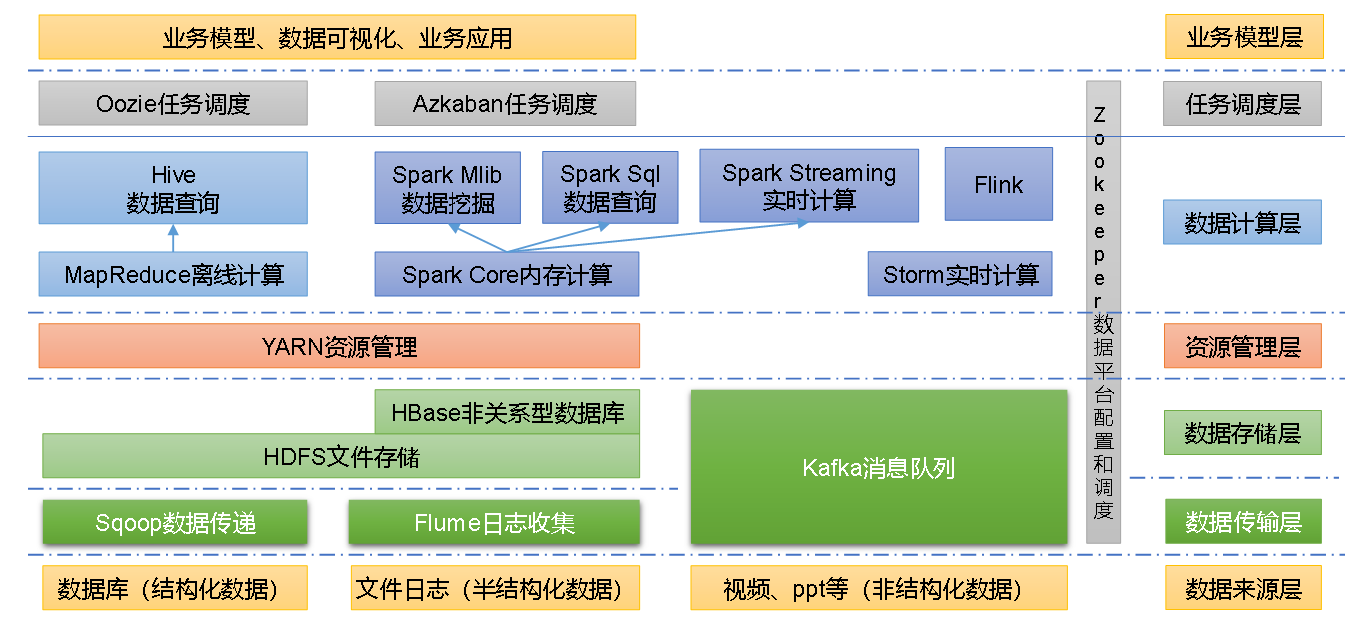 业务模型、数据可视化、业务应用
业务模型层
Oozie任务调度
Azkaban任务调度
任务调度层
Hive
数据查询
Spark Mlib
数据挖掘
Spark Sql
数据查询
Spark Streaming
实时计算
Flink
数据计算层
MapReduce离线计算
Spark Core内存计算
Storm实时计算
Zookeeper数据平台配置和调度
YARN资源管理
资源管理层
HBase非关系型数据库
HDFS文件存储
Kafka消息队列
数据存储层
Sqoop数据传递
Flume日志收集
数据传输层
数据库（结构化数据）
文件日志（半结构化数据）
视频、ppt等（非结构化数据）
数据来源层